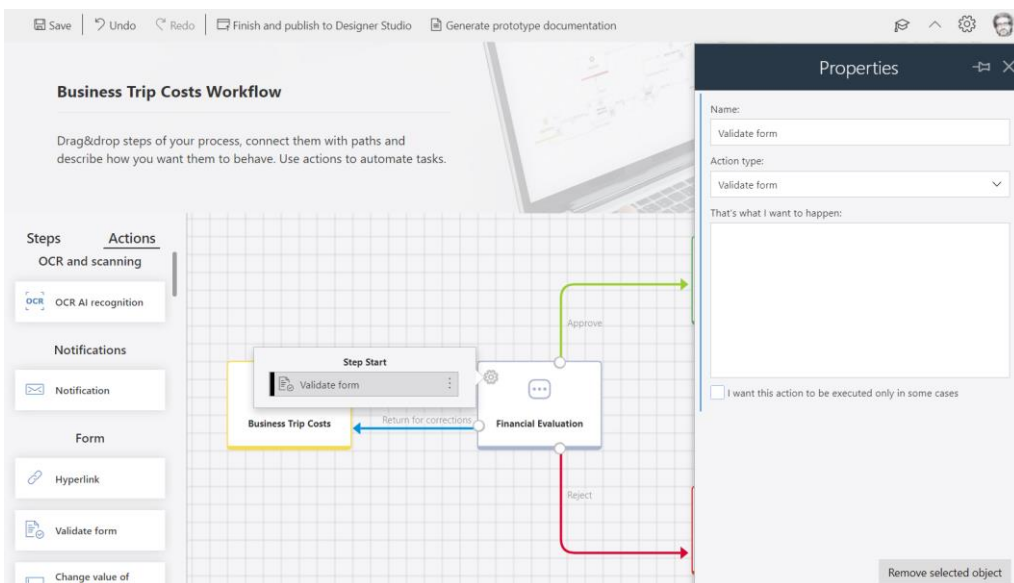 Save
Undo
Redo
Finish and publish to Designer Studio
Generate prototype documentation
Business Trip Costs Workflow
Drag&drop steps of your process, connect them with paths and
describe how you want them to behave. Use actions to automate tasks.
Steps
Actions
OCR and scanning
OCR
OCR AI recognition
Notifications
Notification
Form
Hyperlink
Validate form
Change value of
Step Start
Validate form
Business Trip Costs
Return for corrections
Financial Evaluation
Approve
Reject
Properties
Name:
Validate form
Action type:
Validate form
That's what I want to happen:
I want this action to be executed only in some cases
Remove selected object